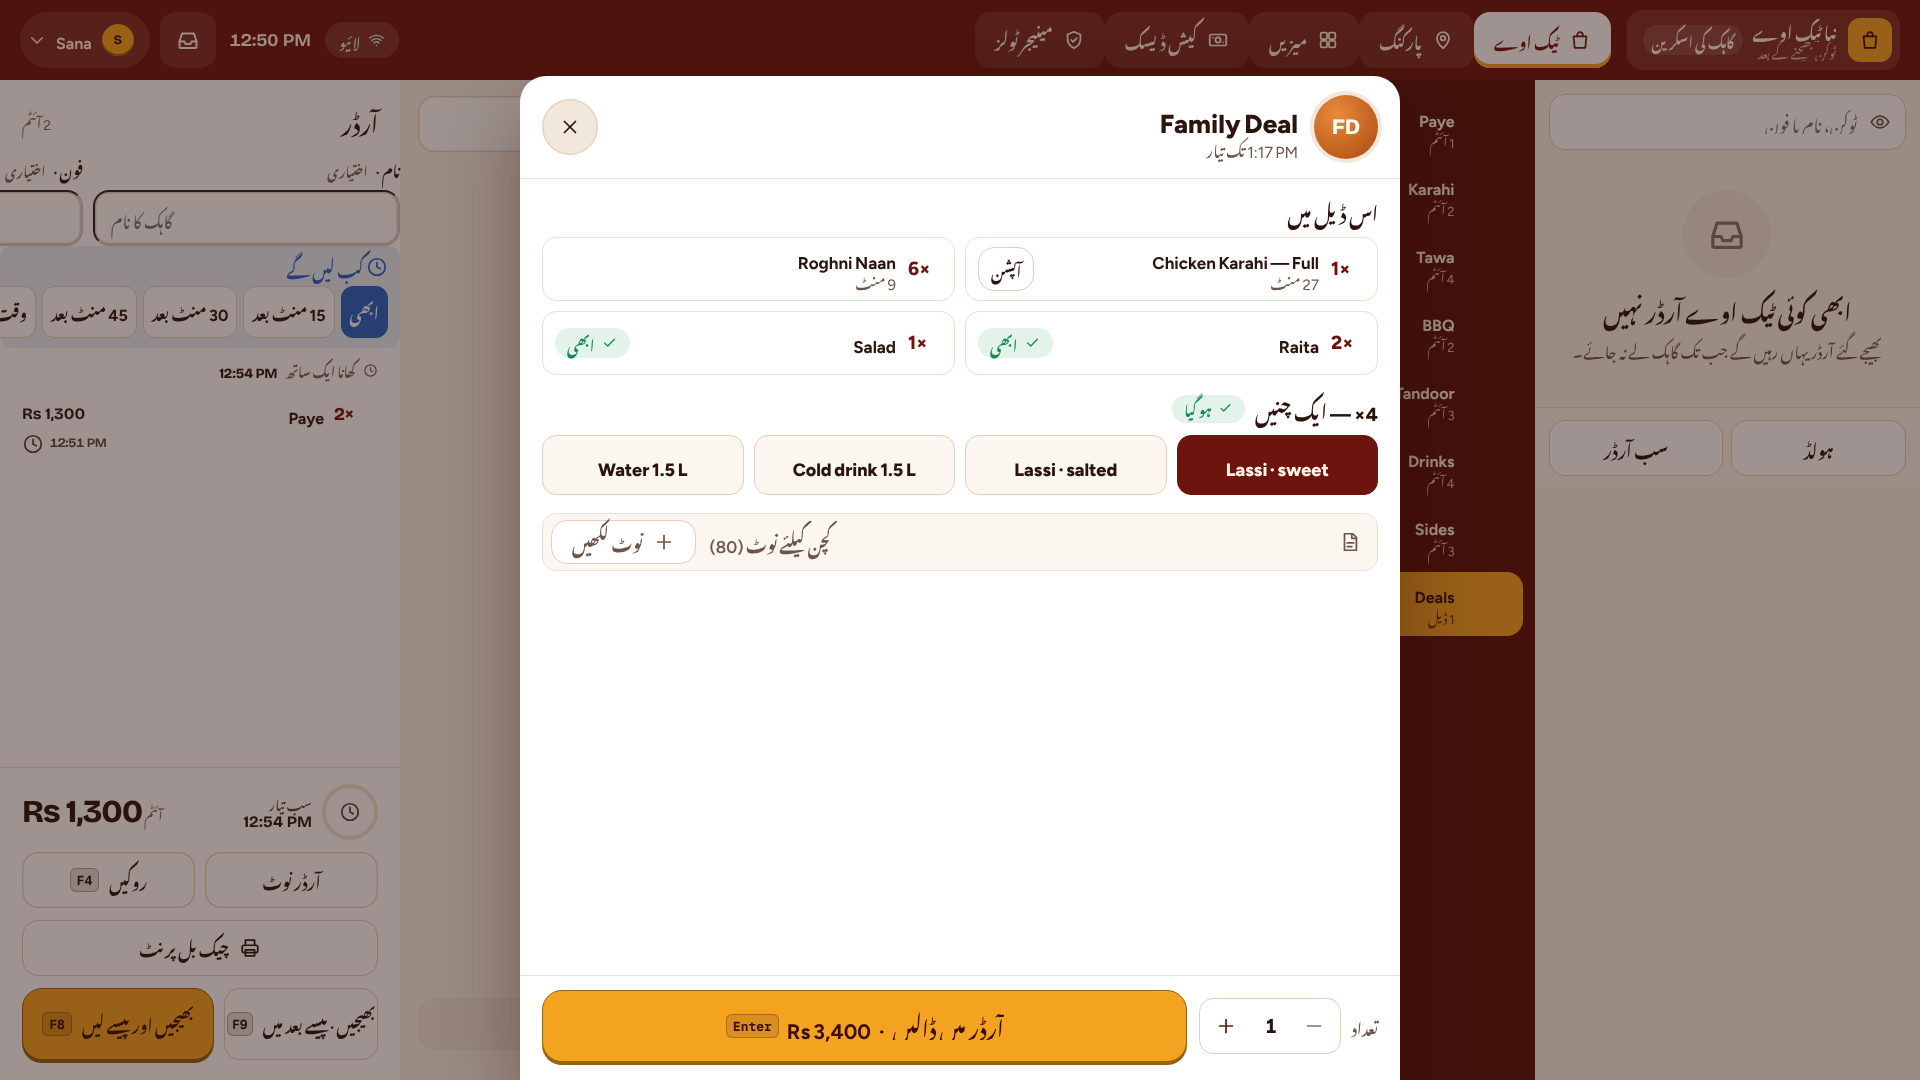 نیا ٹیک اوے
گاہک کی اسکرین
ٹیک اوے
پارکنگ
میزیں
کیش ڈیسک
مینیجر ٹولز
لائیو
12:50 PM
S
Sana
ابھی کوئی ٹیک اوے آرڈر نہیں
بھیجے گئے آرڈر یہاں رہیں گے جب تک گاہک لے نہ جائے۔
ہولڈ
سب آرڈر
Paye
1 آئٹم
Karahi
2 آئٹم
Tawa
4 آئٹم
BBQ
2 آئٹم
Tandoor
3 آئٹم
Drinks
4 آئٹم
Sides
3 آئٹم
Deals
1 ڈیل
FD
Family Deal
1:17 PM تک تیار
اس ڈیل میں
1× Chicken Karahi — Full
27 منٹ
آپشن
6× Roghni Naan
9 منٹ
2× Raita
ابھی
1× Salad
ابھی
4× — ایک چنیں
ہو گیا
Lassi · sweet
Lassi · salted
Cold drink 1.5 L
Water 1.5 L
کچن کیلئے نوٹ (80)
نوٹ لکھیں
تعداد
− 1 +
آرڈر میں ڈالیں · Rs 3,400 Enter
آرڈر
2 آئٹم
نام · اختیاری
فون · اختیاری
گاہک کا نام
کب لیں گے
ابھی
15 منٹ بعد
30 منٹ بعد
45 منٹ بعد
وقت
کھانا ایک ساتھ 12:54 PM
2× Paye
Rs 1,300
12:51 PM
سب تیار
12:54 PM
آئٹم
Rs 1,300
آرڈر نوٹ
روکیں F4
چیک بل پرنٹ
بھیجیں · پیسے بعد میں F9
بھیجیں اور پیسے لیں F8